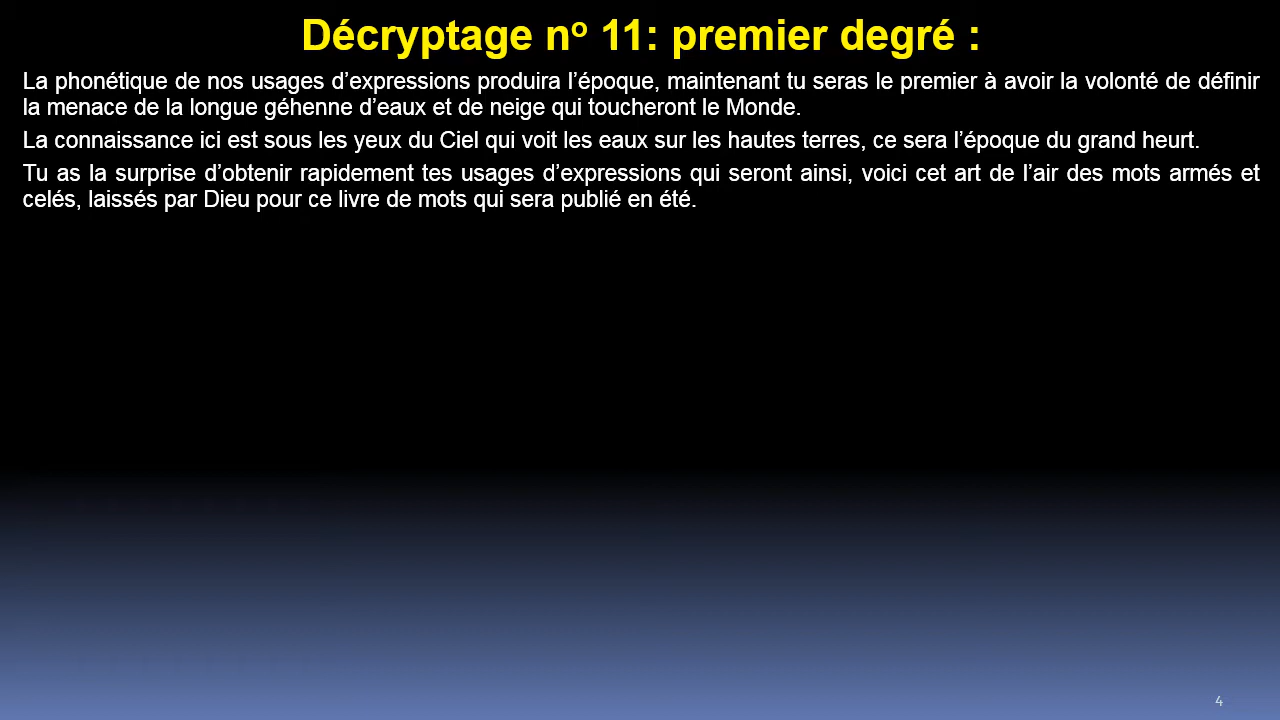 Décryptage nº 11: premier degré :
La phonétique de nos usages d’expressions produira l’époque, maintenant tu seras le premier à avoir la volonté de définir
la menace de la longue géhenne d’eaux et de neige qui toucheront le Monde.
La connaissance ici est sous les yeux du Ciel qui voit les eaux sur les hautes terres, ce sera l’époque du grand heurt.
Tu as la surprise d’obtenir rapidement tes usages d’expressions qui seront ainsi, voici cet art de l’air des mots armés et
celés, laissés par Dieu pour ce livre de mots qui sera publié en été.
4